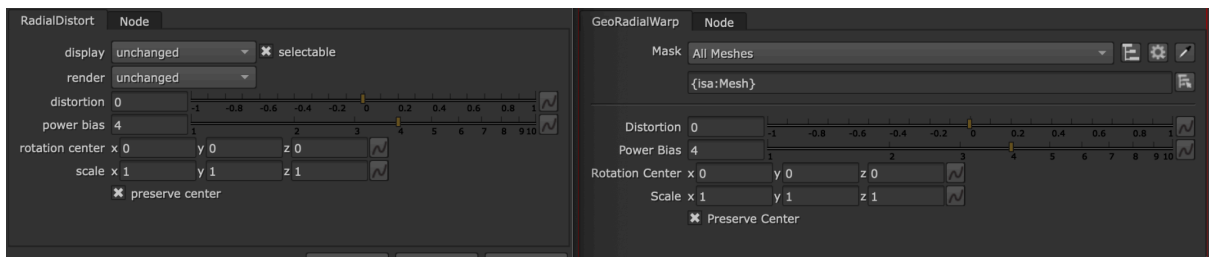 RadialDistort Node
display unchanged selectable
render unchanged
distortion 0
-1 -0.8 -0.6 -0.4 -0.2 0 0.2 0.4 0.6 0.8 1
power bias 4
1 2 3 4 5 6 7 8 9 10
rotation center x 0 y 0 z 0
scale x 1 y 1 z 1
preserve center
GeoRadialWarp Node
Mask All Meshes
{isa:Mesh}
Distortion 0
-1 -0.8 -0.6 -0.4 -0.2 0 0.2 0.4 0.6 0.8 1
Power Bias 4
1 2 3 4 5 6 7 8 9 10
Rotation Center x 0 y 0 z 0
Scale x 1 y 1 z 1
Preserve Center